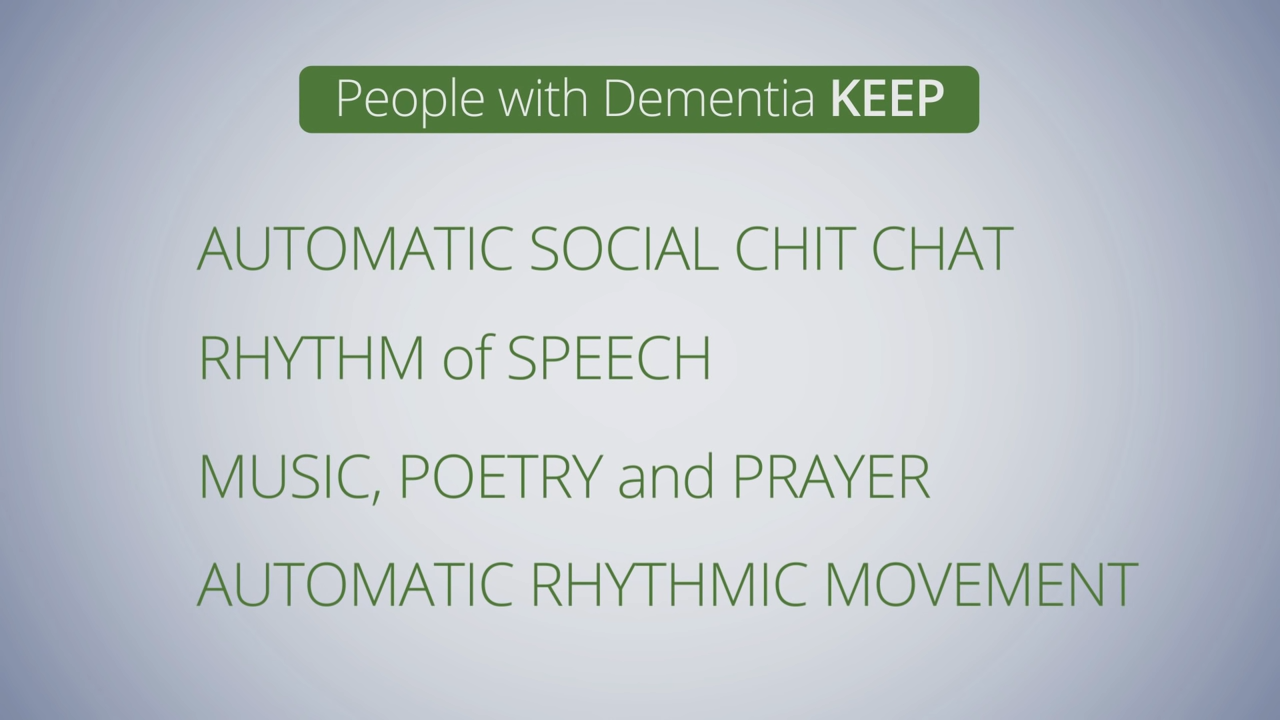 People with Dementia KEEP
AUTOMATIC SOCIAL CHIT CHAT
RHYTHM of SPEECH
MUSIC, POETRY and PRAYER
AUTOMATIC RHYTHMIC MOVEMENT